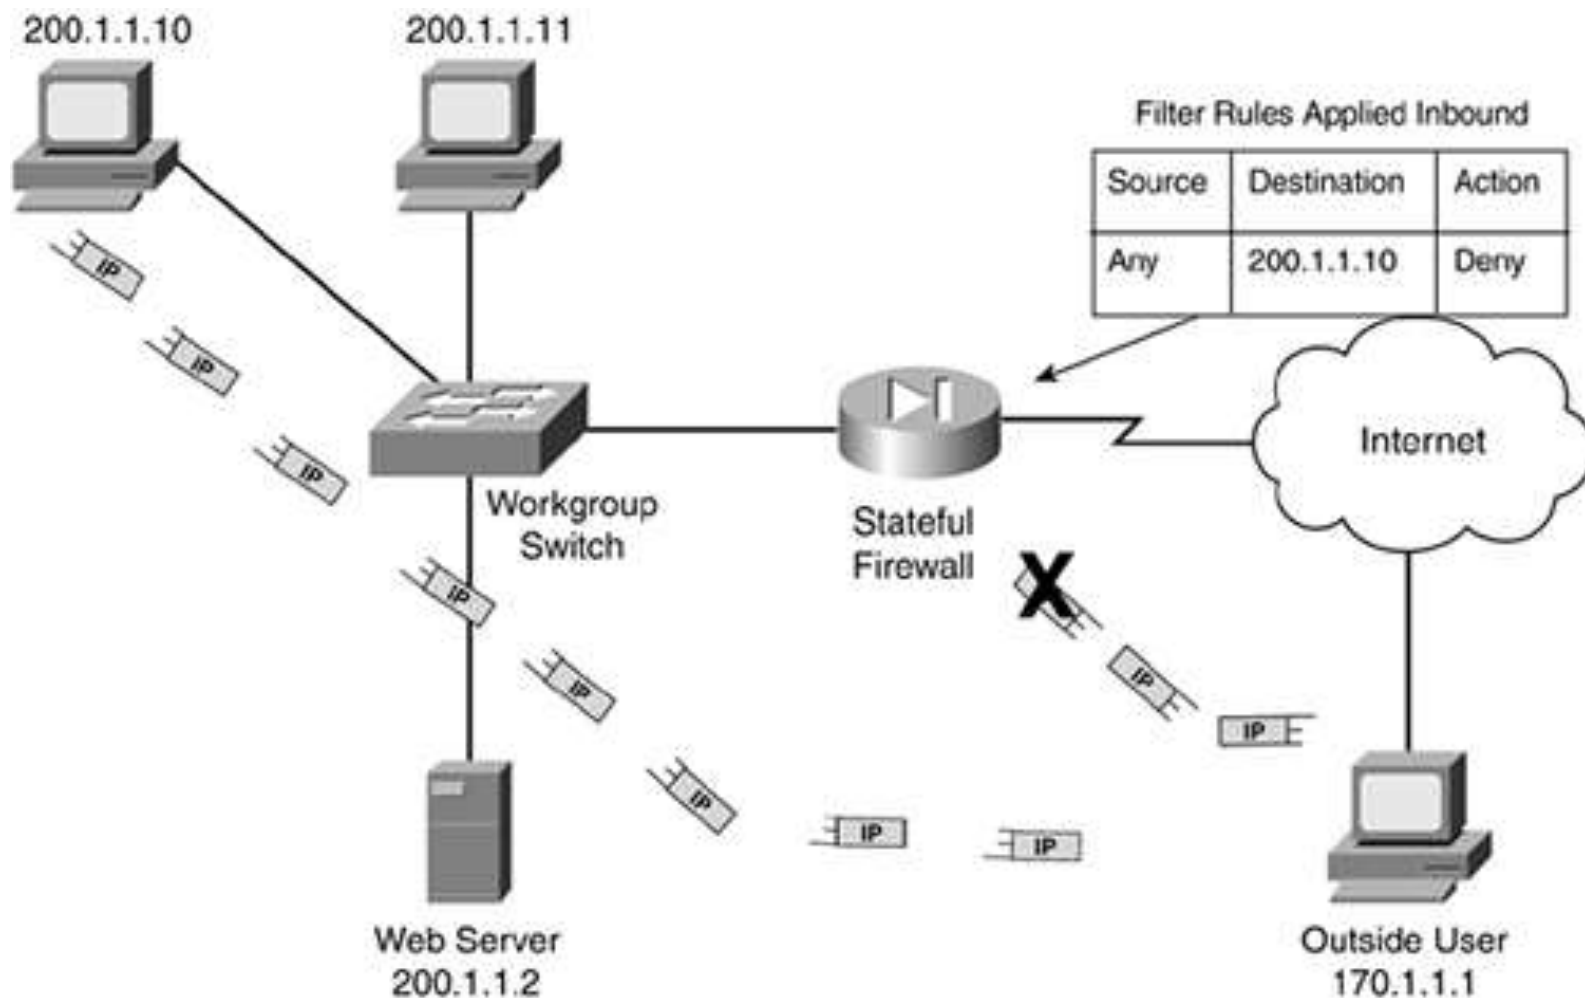 200.1.1.10
200.1.1.11
Filter Rules Applied Inbound
Source Destination Action
Any 200.1.1.10 Deny
Internet
Workgroup
Switch
Stateful
Firewall
IP
IP
IP
IP
IP
IP
IP
IP
IP
IP
X
Web Server
200.1.1.2
Outside User
170.1.1.1